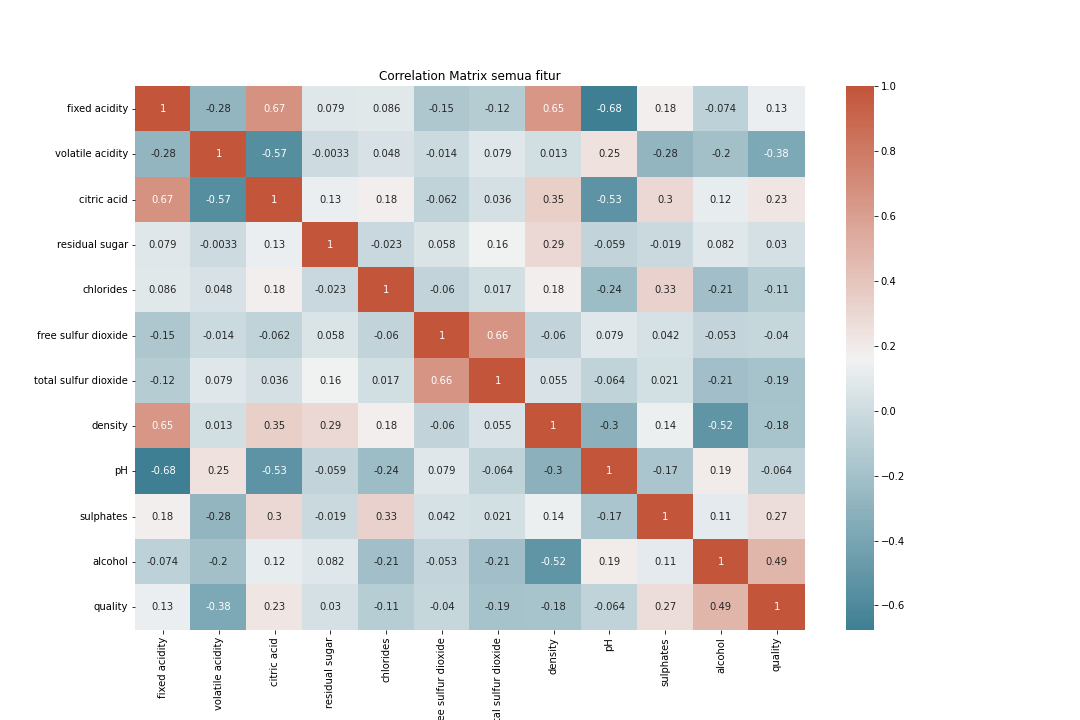 Correlation Matrix semua fitur
fixed acidity 1 -0.28 0.67 0.079 0.086 -0.15 -0.12 0.65 -0.68 0.18 -0.074 0.13
volatile acidity -0.28 1 -0.57 -0.0033 0.048 -0.014 0.079 0.013 0.25 -0.28 -0.2 -0.38
citric acid 0.67 -0.57 1 0.13 0.18 -0.062 0.036 0.35 -0.53 0.3 0.12 0.23
residual sugar 0.079 -0.0033 0.13 1 -0.023 0.058 0.16 0.29 -0.059 -0.019 0.082 0.03
chlorides 0.086 0.048 0.18 -0.023 1 -0.06 0.017 0.18 -0.24 0.33 -0.21 -0.11
free sulfur dioxide -0.15 -0.014 -0.062 0.058 -0.06 1 0.66 -0.06 0.079 0.042 -0.053 -0.04
total sulfur dioxide -0.12 0.079 0.036 0.16 0.017 0.66 1 0.055 -0.064 0.021 -0.21 -0.19
density 0.65 0.013 0.35 0.29 0.18 -0.06 0.055 1 -0.3 0.14 -0.52 -0.18
pH -0.68 0.25 -0.53 -0.059 -0.24 0.079 -0.064 -0.3 1 -0.17 0.19 -0.064
sulphates 0.18 -0.28 0.3 -0.019 0.33 0.042 0.021 0.14 -0.17 1 0.11 0.27
alcohol -0.074 -0.2 0.12 0.082 -0.21 -0.053 -0.21 -0.52 0.19 0.11 1 0.49
quality 0.13 -0.38 0.23 0.03 -0.11 -0.04 -0.19 -0.18 -0.064 0.27 0.49 1
fixed acidity
volatile acidity
citric acid
residual sugar
chlorides
ee sulfur dioxide
tal sulfur dioxide
density
pH
sulphates
alcohol
quality
1.0
0.8
0.6
0.4
0.2
0.0
−0.2
−0.4
−0.6